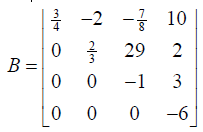 B = | 3/4 -2 -7/8 10 |
| 0 2/3 29 2 |
| 0 0 -1 3 |
| 0 0 0 -6 |